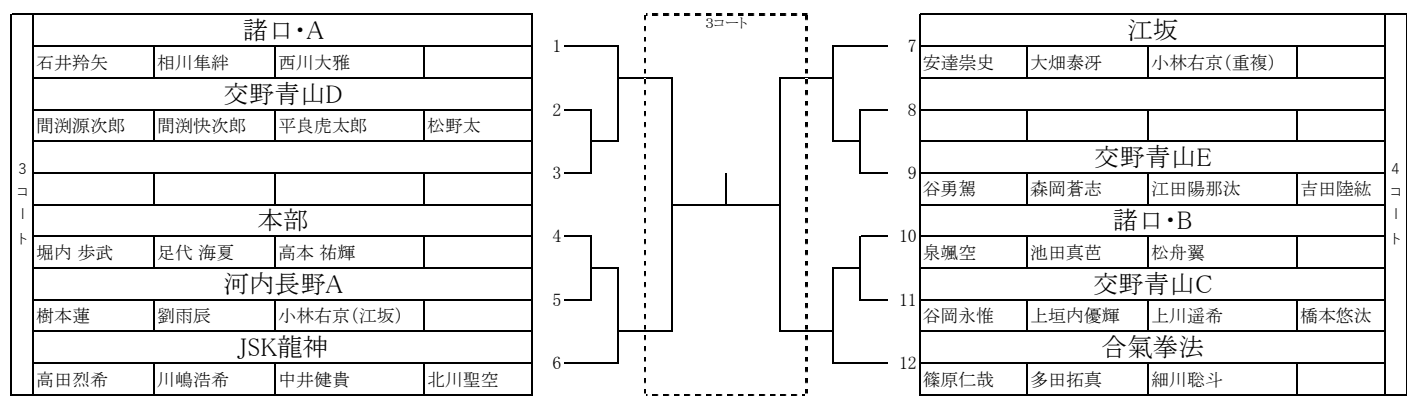 3コート
諸口・A
石井羚矢 相川隼絆 西川大雅
交野青山D
間渕源次郎 間渕快次郎 平良虎太郎 松野太
本部
堀内 歩武 足代 海夏 高本 祐輝
河内長野A
樹本蓮 劉雨辰 小林右京(江坂)
JSK龍神
高田烈希 川嶋浩希 中井健貴 北川聖空
1
2
3
4
5
6
3コート
7
8
9
10
11
12
江坂
安達崇史 大畑泰冴 小林右京(重複)
交野青山E
谷勇駕 森岡蒼志 江田陽那汰 吉田陸紘
諸口・B
泉颯空 池田真芭 松舟翼
交野青山C
谷岡永惟 上垣内優輝 上川遥希 橋本悠汰
合氣拳法
篠原仁哉 多田拓真 細川聡斗
4コート